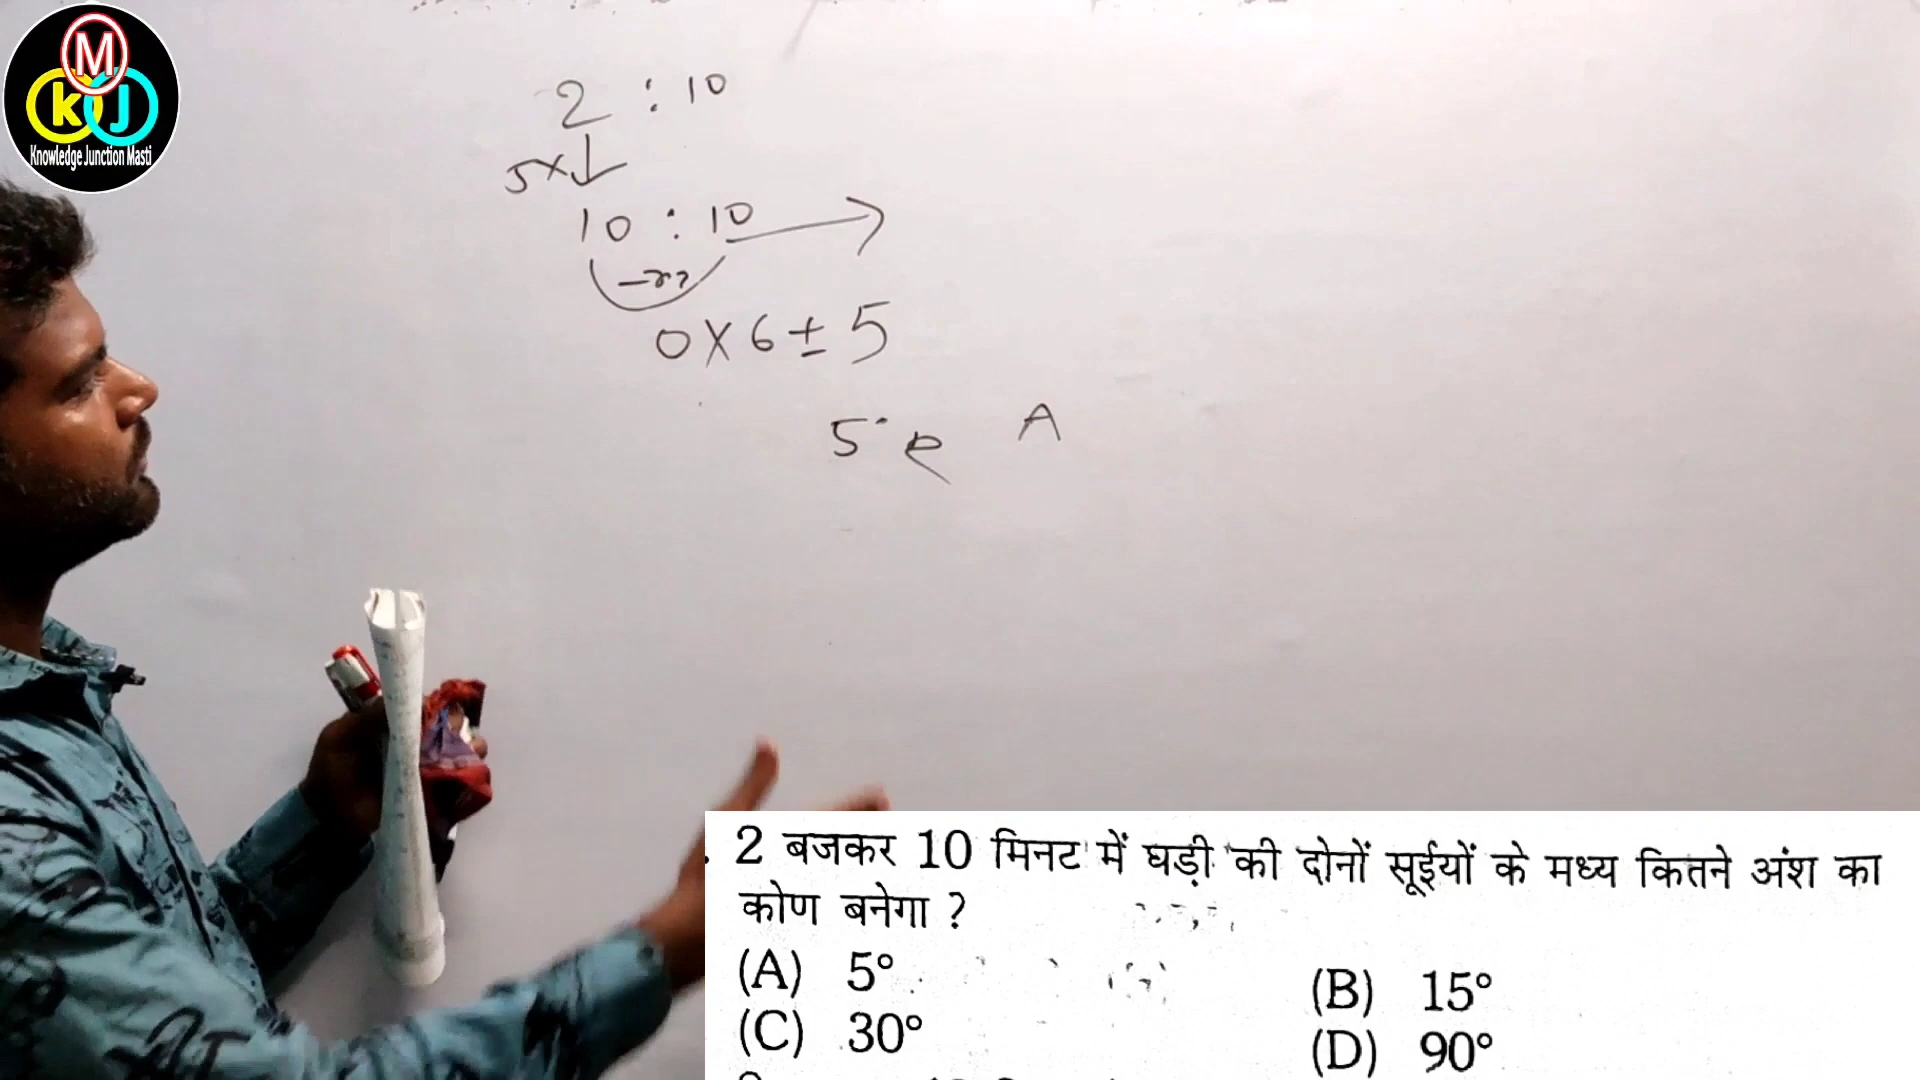 M
KJ
Knowledge Junction Masti
2 : 10
5×
10 : 10
0×6±5
5° A
2 बजकर 10 मिनट में घड़ी की दोनों सूईयों के मध्य कितने अंश का
कोण बनेगा ?
(A) 5° (B) 15°
(C) 30° (D) 90°